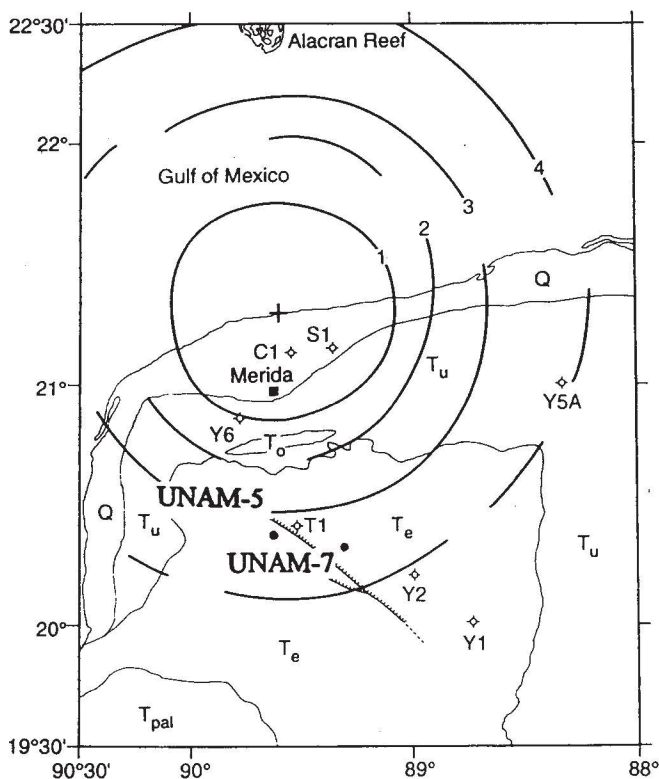 22°30'
Alacran Reef
22°
4
Gulf of Mexico
3
2
1
Q
S1
C1
Merida
21°
Tu
Y5A
Y6
To
UNAM-5
Q
Tu
T1
Te
Tu
UNAM-7
Y2
20°
Y1
Te
Tpal
19°30'
90°30'
90°
89°
88°